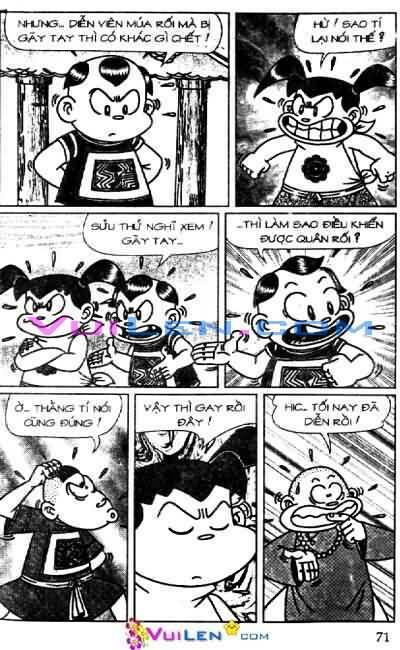 NHƯNG... DIỄN VIÊN MÚA RỐI MÀ BỊ
GÃY TAY THÌ CÓ KHÁC GÌ CHẾT !
HỪ ! SAO TÍ
LẠI NÓI THẾ ?
SỬU THỬ NGHĨ XEM !
GÃY TAY...
...THÌ LÀM SAO ĐIỀU KHIỂN
ĐƯỢC QUÂN RỐI ?
VUILEN.COM
Ờ... THẰNG TÍ NÓI
CŨNG ĐÚNG !
VẬY THÌ GAY RỒI
ĐÂY !
HIC... TỐI NAY ĐÃ
DIỄN RỒI !
71
VUILEN.COM